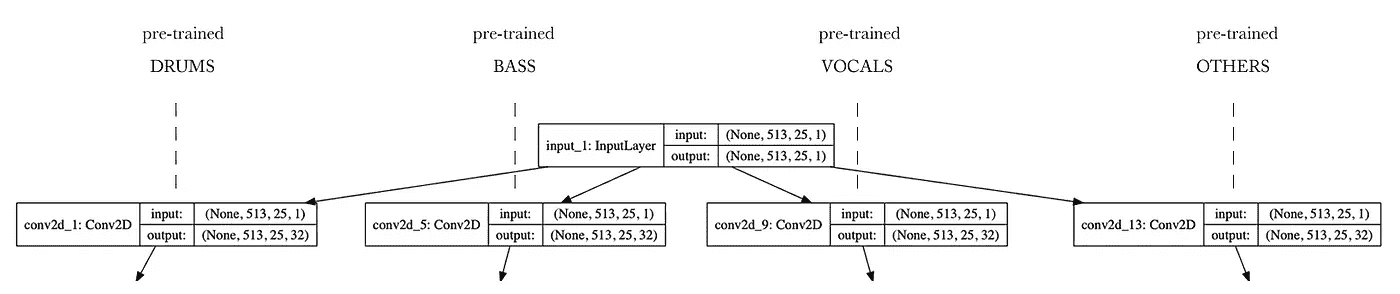 pre-trained
DRUMS
pre-trained
BASS
pre-trained
VOCALS
pre-trained
OTHERS
input_1: InputLayer
input: (None, 513, 25, 1)
output: (None, 513, 25, 1)
conv2d_1: Conv2D
input: (None, 513, 25, 1)
output: (None, 513, 25, 32)
conv2d_5: Conv2D
input: (None, 513, 25, 1)
output: (None, 513, 25, 32)
conv2d_9: Conv2D
input: (None, 513, 25, 1)
output: (None, 513, 25, 32)
conv2d_13: Conv2D
input: (None, 513, 25, 1)
output: (None, 513, 25, 32)